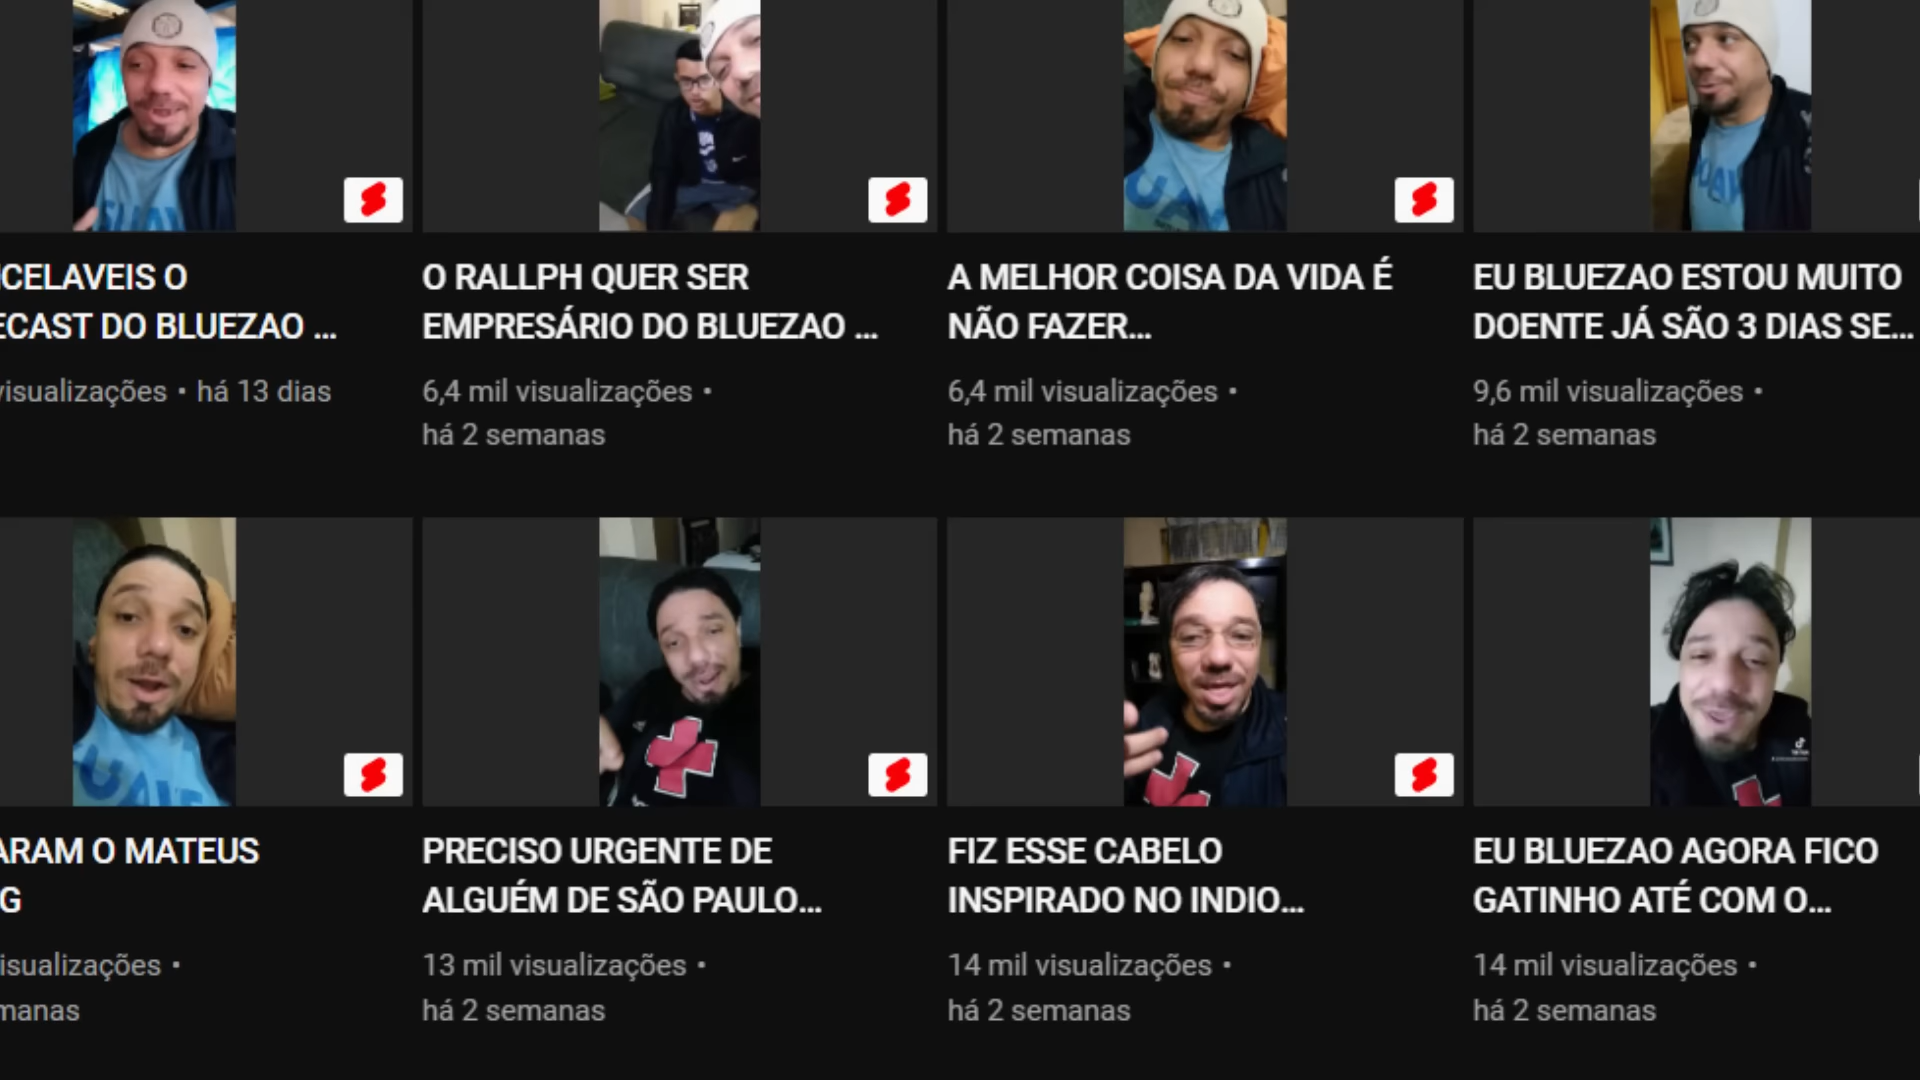 CELAVEIS O
ECAST DO BLUEZAO ...
visualizações • há 13 dias
O RALLPH QUER SER
EMPRESÁRIO DO BLUEZAO ...
6,4 mil visualizações •
há 2 semanas
A MELHOR COISA DA VIDA É
NÃO FAZER...
6,4 mil visualizações •
há 2 semanas
EU BLUEZAO ESTOU MUITO
DOENTE JÁ SÃO 3 DIAS SE...
9,6 mil visualizações •
há 2 semanas
ARAM O MATEUS
G
isualizações •
manas
PRECISO URGENTE DE
ALGUÉM DE SÃO PAULO...
13 mil visualizações •
há 2 semanas
FIZ ESSE CABELO
INSPIRADO NO INDIO...
14 mil visualizações •
há 2 semanas
EU BLUEZAO AGORA FICO
GATINHO ATÉ COM O...
14 mil visualizações •
há 2 semanas